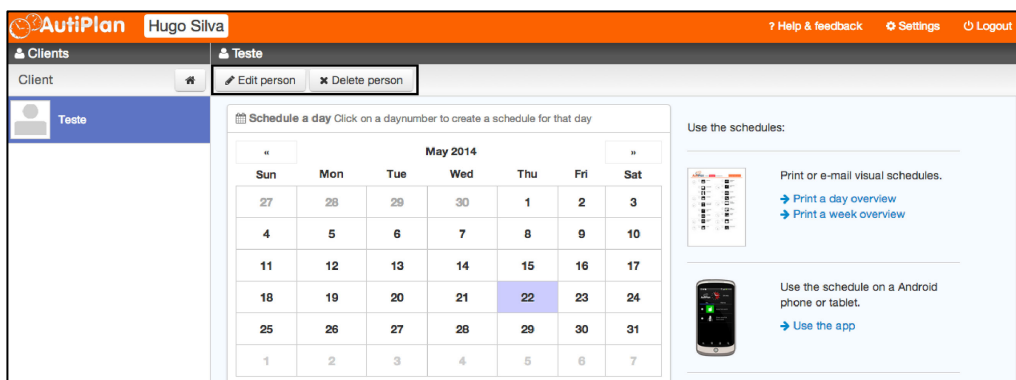 AutiPlan Hugo Silva ? Help & feedback Settings Logout
Clients Teste
Client Edit person Delete person
Teste
Schedule a day Click on a daynumber to create a schedule for that day
« May 2014 »
Sun Mon Tue Wed Thu Fri Sat
27 28 29 30 1 2 3
4 5 6 7 8 9 10
11 12 13 14 15 16 17
18 19 20 21 22 23 24
25 26 27 28 29 30 31
1 2 3 4 5 6 7
Use the schedules:
Print or e-mail visual schedules.
Print a day overview
Print a week overview
Use the schedule on a Android
phone or tablet.
Use the app